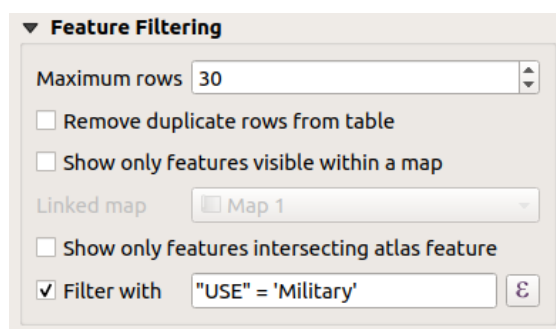 Feature Filtering
Maximum rows 30
Remove duplicate rows from table
Show only features visible within a map
Linked map Map 1
Show only features intersecting atlas feature
Filter with "USE" = 'Military' ε